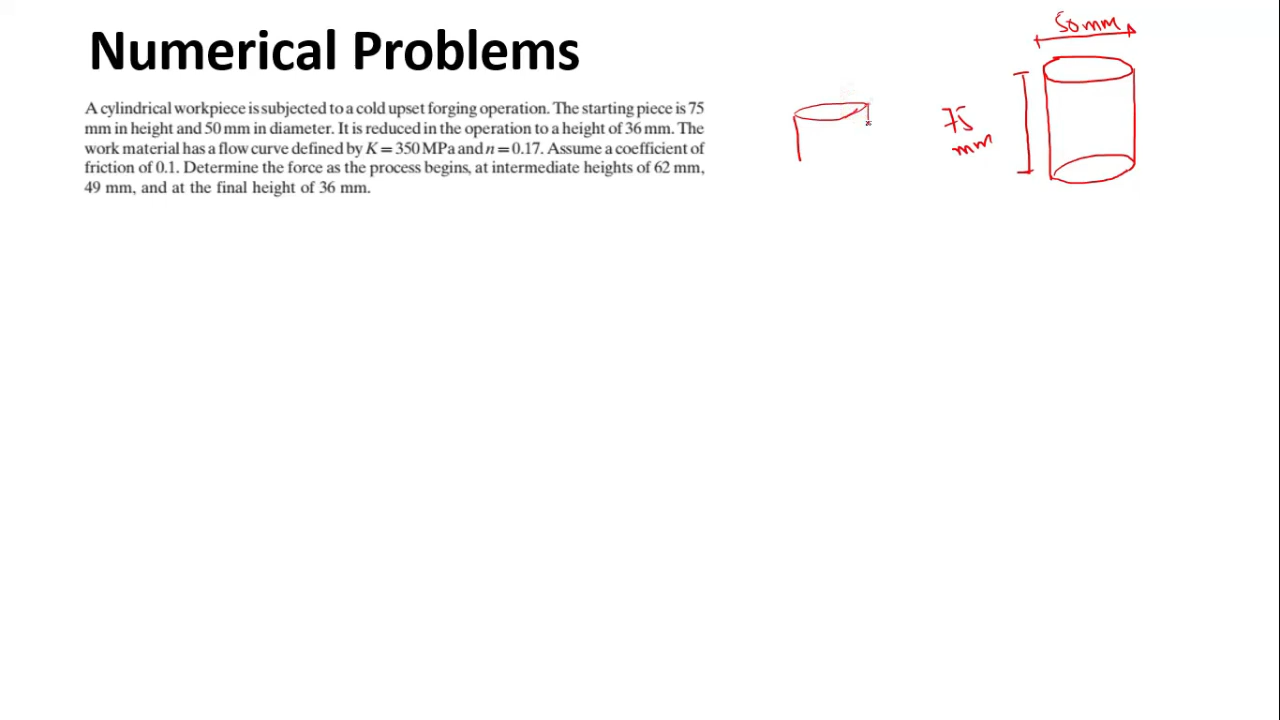 Numerical Problems
A cylindrical workpiece is subjected to a cold upset forging operation. The starting piece is 75
mm in height and 50 mm in diameter. It is reduced in the operation to a height of 36 mm. The
work material has a flow curve defined by K = 350 MPa and n = 0.17. Assume a coefficient of
friction of 0.1. Determine the force as the process begins, at intermediate heights of 62 mm,
49 mm, and at the final height of 36 mm.
50 mm
75
mm